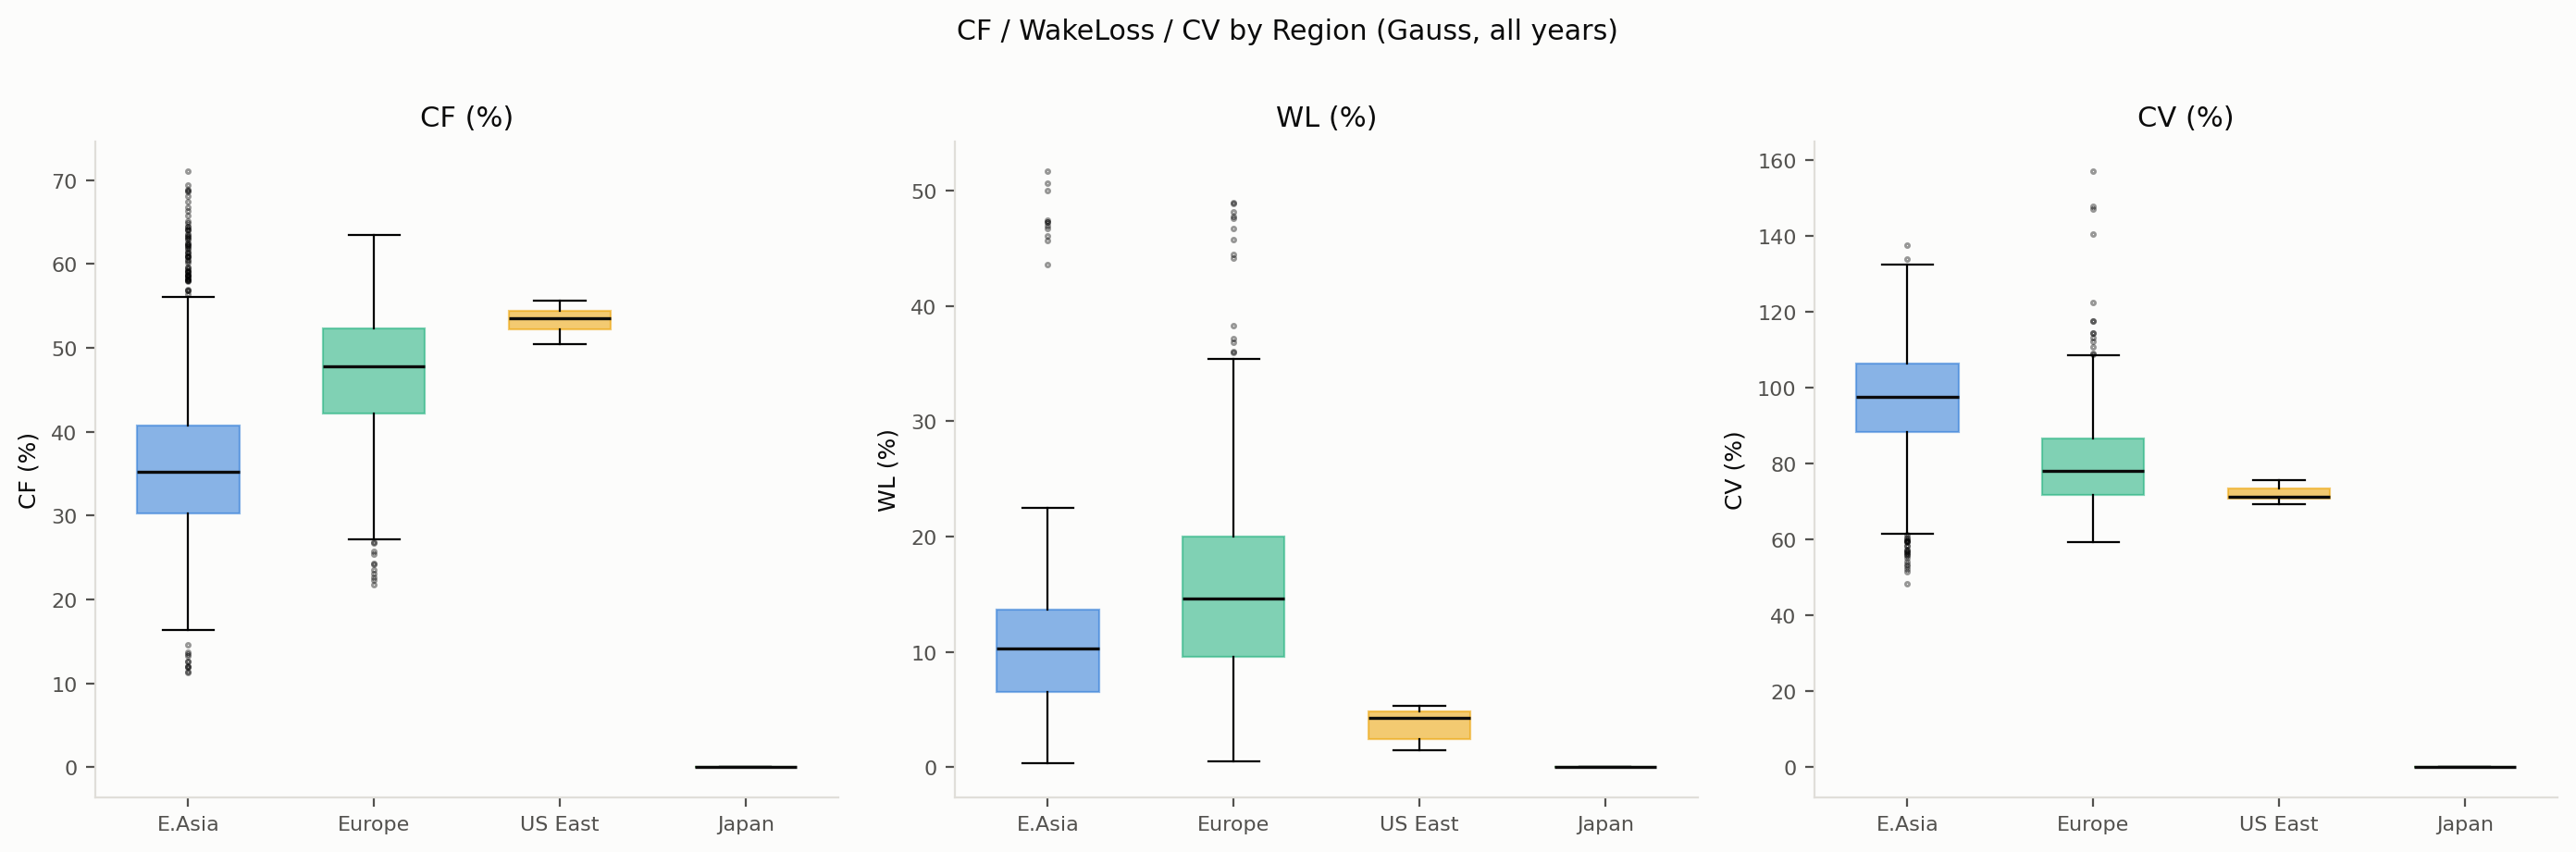 CF / WakeLoss / CV by Region (Gauss, all years)
CF (%)
CF (%)
70
60
50
40
30
20
10
0
E.Asia Europe US East Japan
WL (%)
WL (%)
50
40
30
20
10
0
E.Asia Europe US East Japan
CV (%)
CV (%)
160
140
120
100
80
60
40
20
0
E.Asia Europe US East Japan